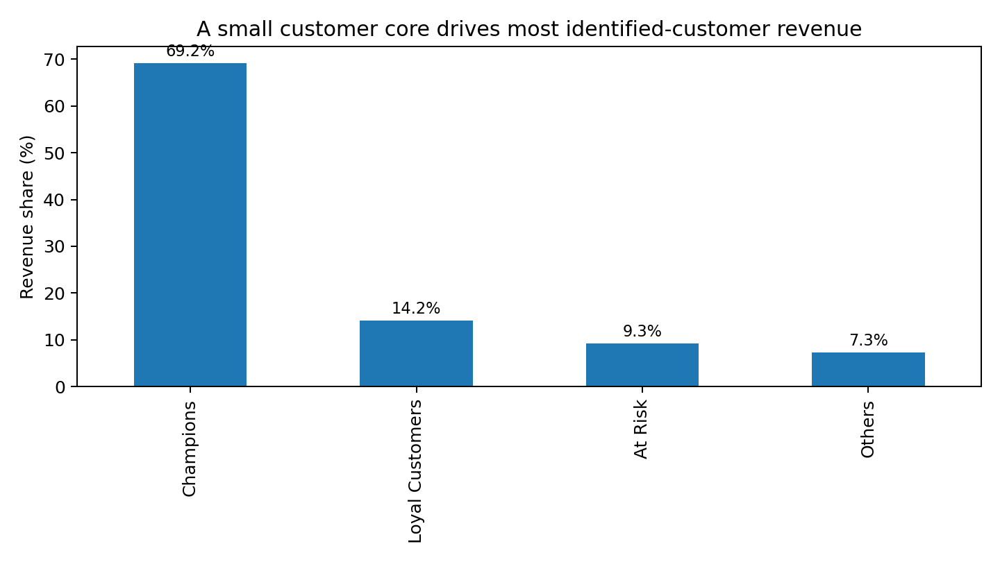 A small customer core drives most identified-customer revenue
Revenue share (%)
70
60
50
40
30
20
10
0
69.2%
14.2%
9.3%
7.3%
Champions
Loyal Customers
At Risk
Others